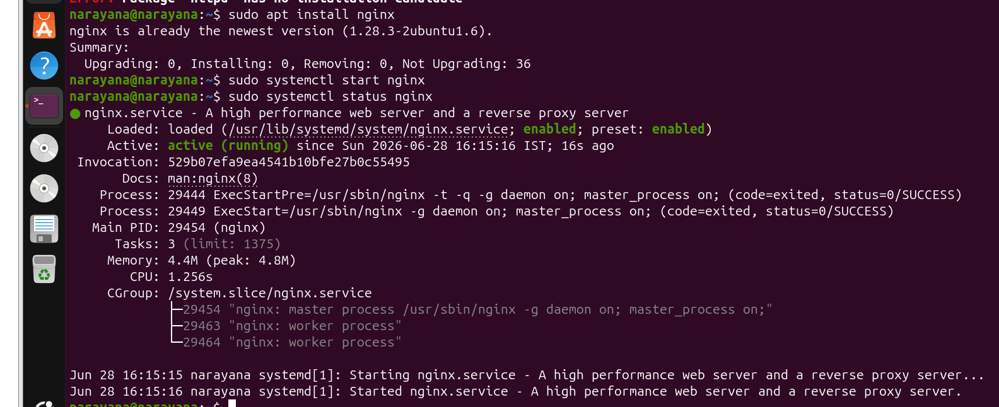 Error: Package 'httpd' has no installation candidate
narayana@narayana:~$ sudo apt install nginx
nginx is already the newest version (1.28.3-2ubuntu1.6).
Summary:
  Upgrading: 0, Installing: 0, Removing: 0, Not Upgrading: 36
narayana@narayana:~$ sudo systemctl start nginx
narayana@narayana:~$ sudo systemctl status nginx
● nginx.service - A high performance web server and a reverse proxy server
     Loaded: loaded (/usr/lib/systemd/system/nginx.service; enabled; preset: enabled)
     Active: active (running) since Sun 2026-06-28 16:15:16 IST; 16s ago
 Invocation: 529b07efa9ea4541b10bfe27b0c55495
       Docs: man:nginx(8)
    Process: 29444 ExecStartPre=/usr/sbin/nginx -t -q -g daemon on; master_process on; (code=exited, status=0/SUCCESS)
    Process: 29449 ExecStart=/usr/sbin/nginx -g daemon on; master_process on; (code=exited, status=0/SUCCESS)
   Main PID: 29454 (nginx)
      Tasks: 3 (limit: 1375)
     Memory: 4.4M (peak: 4.8M)
        CPU: 1.256s
     CGroup: /system.slice/nginx.service
             ├─29454 "nginx: master process /usr/sbin/nginx -g daemon on; master_process on;"
             ├─29463 "nginx: worker process"
             └─29464 "nginx: worker process"

Jun 28 16:15:15 narayana systemd[1]: Starting nginx.service - A high performance web server and a reverse proxy server...
Jun 28 16:15:16 narayana systemd[1]: Started nginx.service - A high performance web server and a reverse proxy server.
narayana@narayana:~$